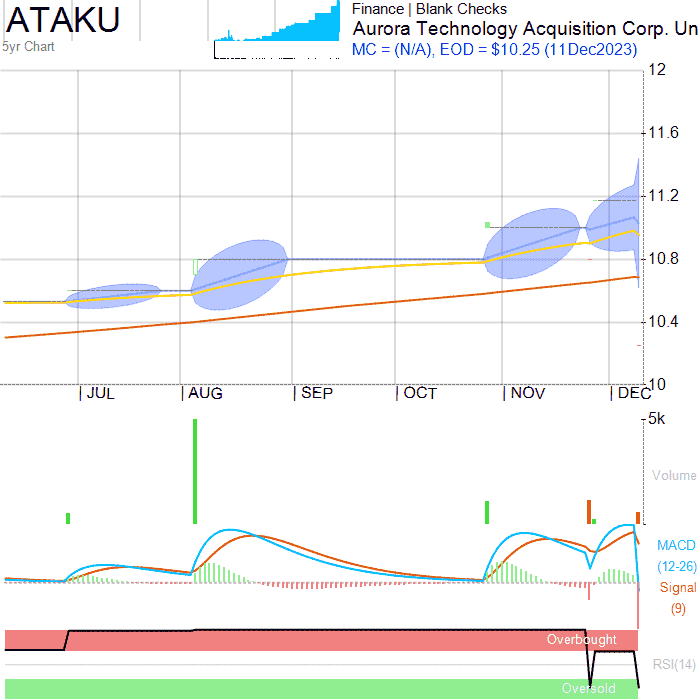 ATAKU
5yr Chart
Finance | Blank Checks
Aurora Technology Acquisition Corp. Un
MC = (N/A), EOD = $10.25 (11Dec2023)
12
11.6
11.2
10.8
10.4
10
JUL
AUG
SEP
OCT
NOV
DEC
5k
Volume
MACD
(12-26)
Signal
(9)
Overbought
RSI(14)
Oversold